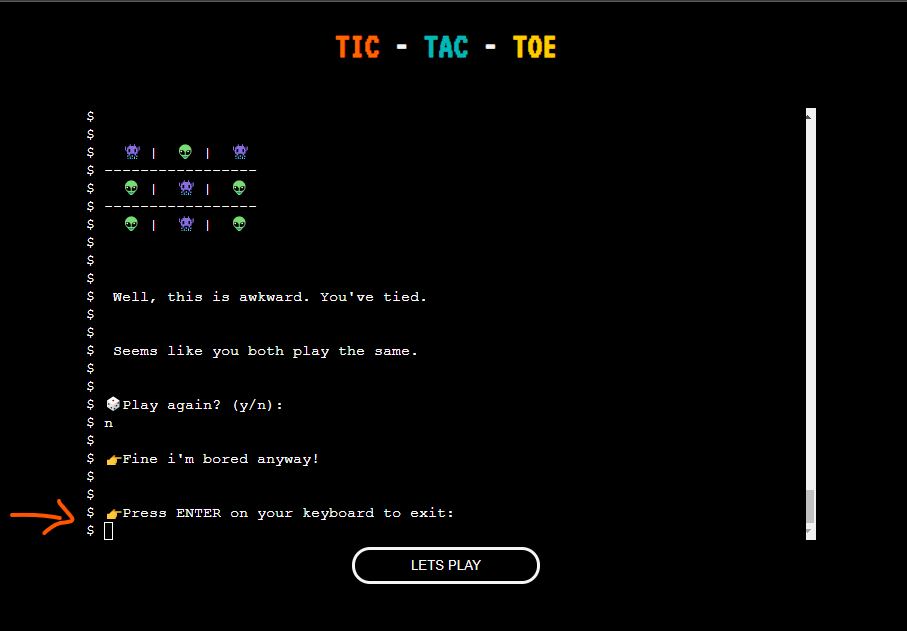 TIC - TAC - TOE
$
$
$ 👾 | 👽 | 👾
$ -----------------
$ 👽 | 👾 | 👽
$ -----------------
$ 👽 | 👾 | 👽
$
$
$
$ Well, this is awkward. You've tied.
$
$
$ Seems like you both play the same.
$
$
$ 🎲Play again? (y/n):
$ n
$
$ 👉Fine i'm bored anyway!
$
$
$ 👉Press ENTER on your keyboard to exit:
$
LETS PLAY